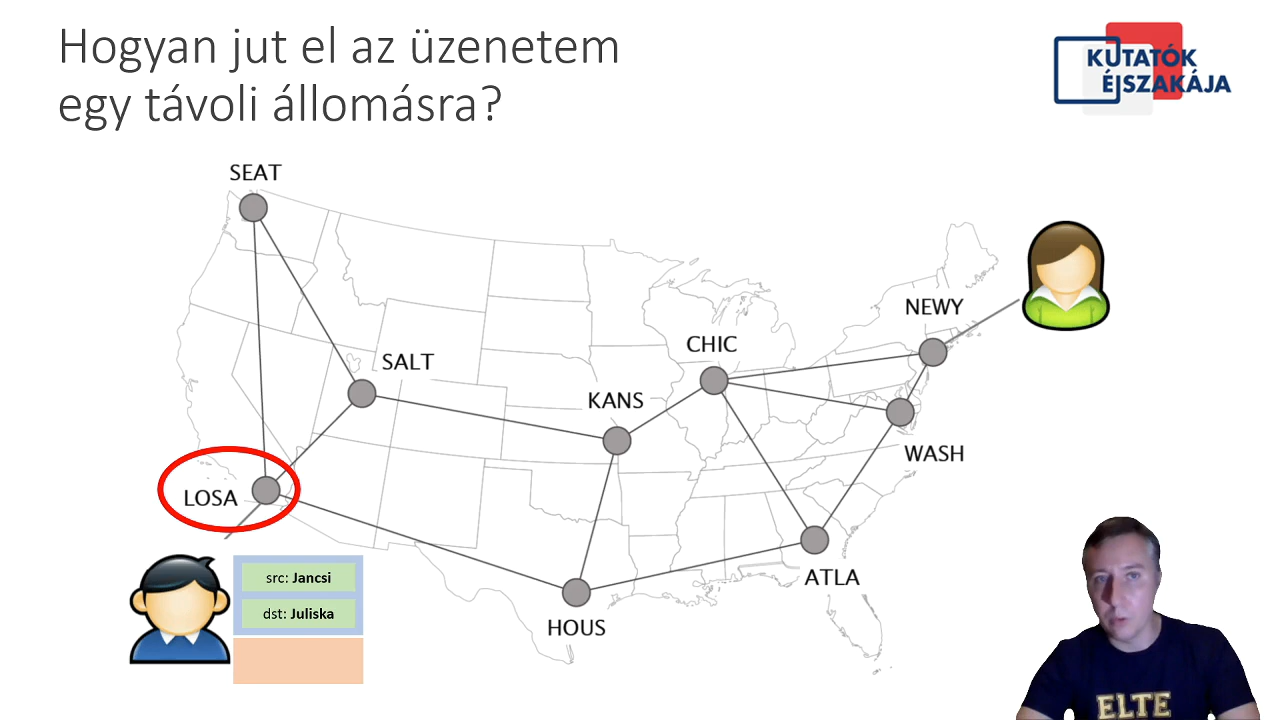 Hogyan jut el az üzenetem
egy távoli állomásra?
KUTATÓK
ÉJSZAKÁJA
SEAT
NEWY
CHIC
SALT
KANS
WASH
LOSA
src: Jancsi
ATLA
dst: Juliska
HOUS
ELTE